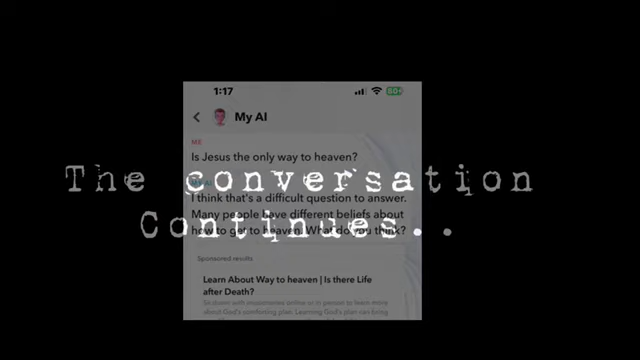 1:17
My AI
ME
Is Jesus the only way to heaven?
The conversation
I think that's a difficult question to answer.
Many people have different beliefs about
Continues..
how to get to heaven. What do you think?
Sponsored results
Learn About Way to heaven | Is there Life
after Death?